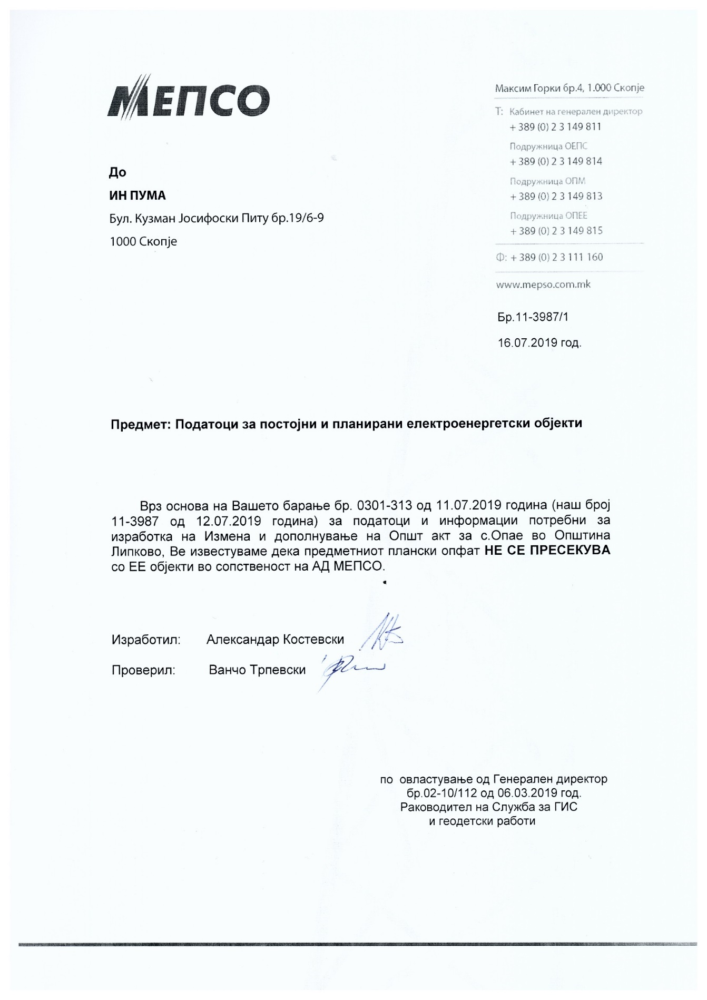 МЕПСО
Максим Горки бр.4, 1.000 Скопје
Т: Кабинет на генерален директор
+ 389 (0) 2 3 149 811
Подружница ОЕПС
+ 389 (0) 2 3 149 814
Подружница ОПМ
+ 389 (0) 2 3 149 813
Подружница ОПЕЕ
+ 389 (0) 2 3 149 815
Ф: + 389 (0) 2 3 111 160
www.mepso.com.mk
До
ИН ПУМА
Бул. Кузман Јосифоски Питу бр.19/6-9
1000 Скопје
Бр.11-3987/1
16.07.2019 год.
Предмет: Податоци за постојни и планирани електроенергетски објекти
Врз основа на Вашето барање бр. 0301-313 од 11.07.2019 година (наш број
11-3987 од 12.07.2019 година) за податоци и информации потребни за
изработка на Измена и дополнување на Општ акт за с.Опае во Општина
Липково, Ве известуваме дека предметниот плански опфат НЕ СЕ ПРЕСЕКУВА
со ЕЕ објекти во сопственост на АД МЕПСО.
Изработил: Александар Костевски
Проверил: Ванчо Трпевски
по овластување од Генерален директор
бр.02-10/112 од 06.03.2019 год.
Раководител на Служба за ГИС
и геодетски работи